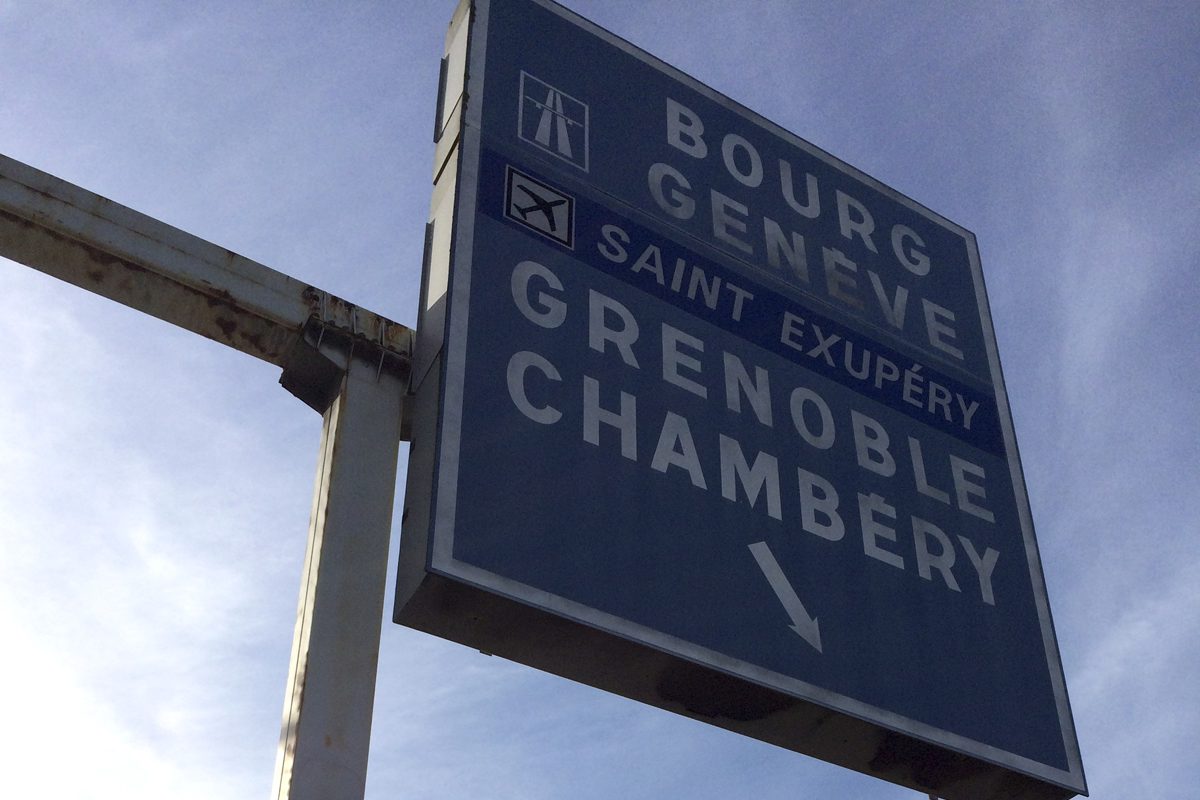 BOURG
GENÈVE
SAINT EXUPÉRY
GRENOBLE
CHAMBÉRY